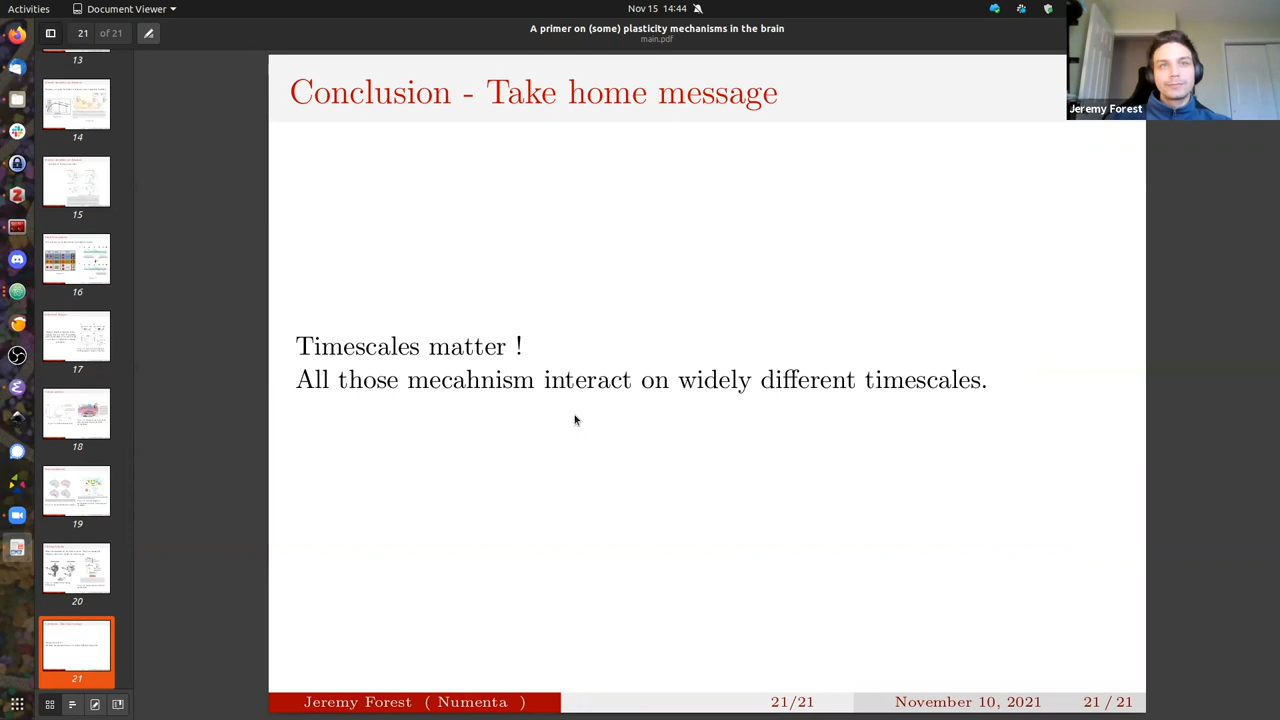 Activities
Document Viewer
Nov 15 14:44
21 of 21
A primer on (some) plasticity mechanisms in the brain
main.pdf
Jeremy Forest
13
14
15
16
17
18
19
20
21
Conclusion - Take home message
Timescales matter !
All those mecahnism interact on widely different timescales.
Jeremy Forest ( Numenta )
21/21
November 10, 2021
21 / 21